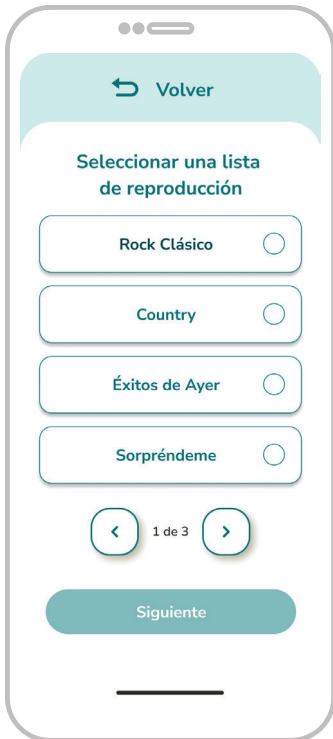 Volver
Seleccionar una lista
de reproducción
Rock Clásico
Country
Éxitos de Ayer
Sorpréndeme
1 de 3
Siguiente